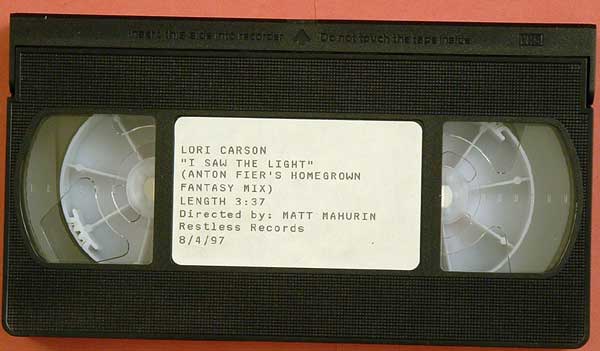 Insert this side into recorder Do not touch the tape inside
VHS
LORI CARSON
"I SAW THE LIGHT"
(ANTON FIER'S HOMEGROWN
FANTASY MIX)
LENGTH 3:37
Directed by: MATT MAHURIN
Restless Records
8/4/97